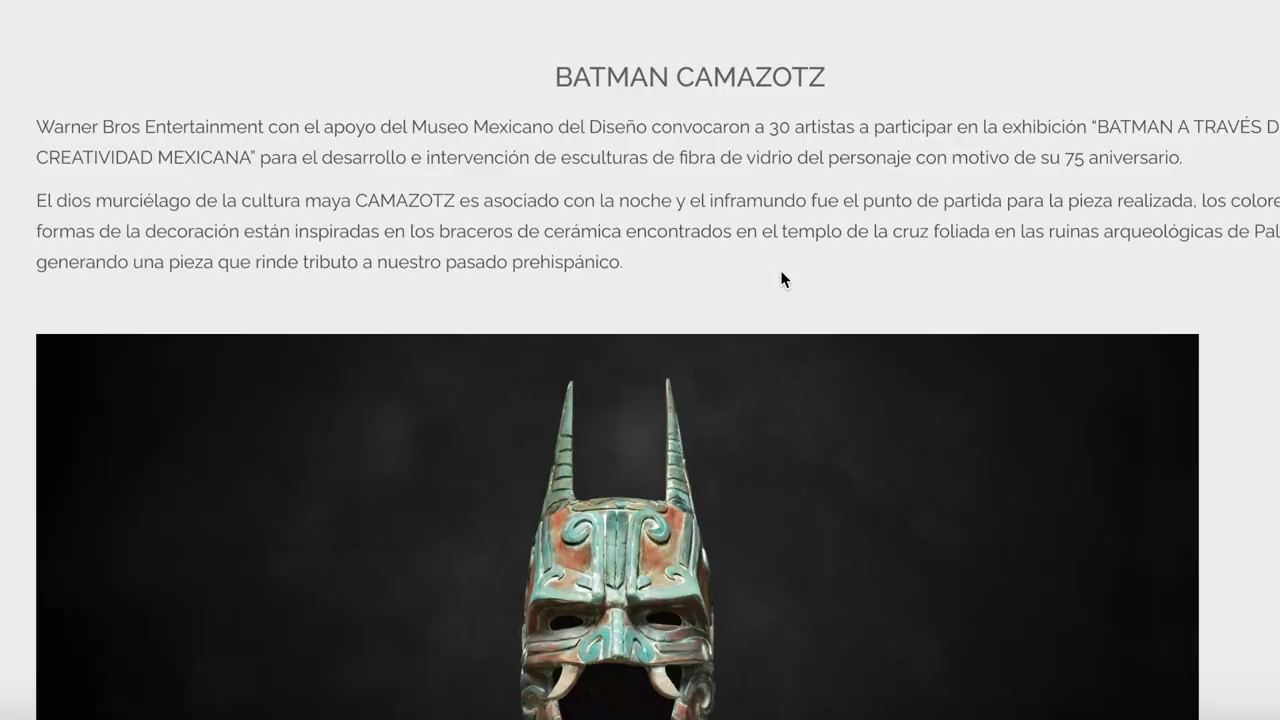 BATMAN CAMAZOTZ
Warner Bros Entertainment con el apoyo del Museo Mexicano del Diseño convocaron a 30 artistas a participar en la exhibición “BATMAN A TRAVÉS D
CREATIVIDAD MEXICANA” para el desarrollo e intervención de esculturas de fibra de vidrio del personaje con motivo de su 75 aniversario.
El dios murciélago de la cultura maya CAMAZOTZ es asociado con la noche y el inframundo fue el punto de partida para la pieza realizada, los colore
formas de la decoración están inspiradas en los braceros de cerámica encontrados en el templo de la cruz foliada en las ruinas arqueológicas de Pal
generando una pieza que rinde tributo a nuestro pasado prehispánico.